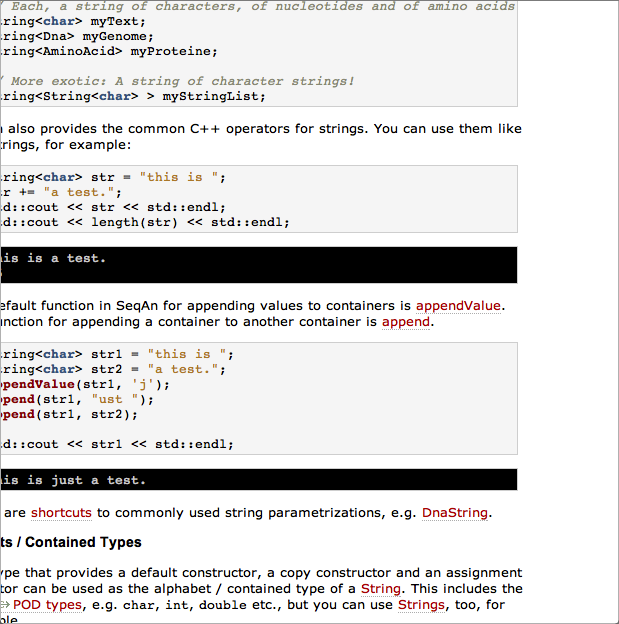 / Each, a string of characters, of nucleotides and of amino acids
ring<char> myText;
ring<Dna> myGenome;
ring<AminoAcid> myProteine;
/ More exotic: A string of character strings!
ring<String<char> > myStringList;
also provides the common C++ operators for strings. You can use them like
trings, for example:
ring<char> str = "this is ";
r += "a test.";
d::cout << str << std::endl;
d::cout << length(str) << std::endl;
is is a test.
efault function in SeqAn for appending values to containers is appendValue.
unction for appending a container to another container is append.
ring<char> str1 = "this is ";
ring<char> str2 = "a test.";
pendValue(str1, 'j');
pend(str1, "ust ");
pend(str1, str2);
d::cout << str1 << std::endl;
is is just a test.
are shortcuts to commonly used string parametrizations, e.g. DnaString.
ts / Contained Types
ype that provides a default constructor, a copy constructor and an assignment
tor can be used as the alphabet / contained type of a String. This includes the
POD types, e.g. char, int, double etc., but you can use Strings, too, for